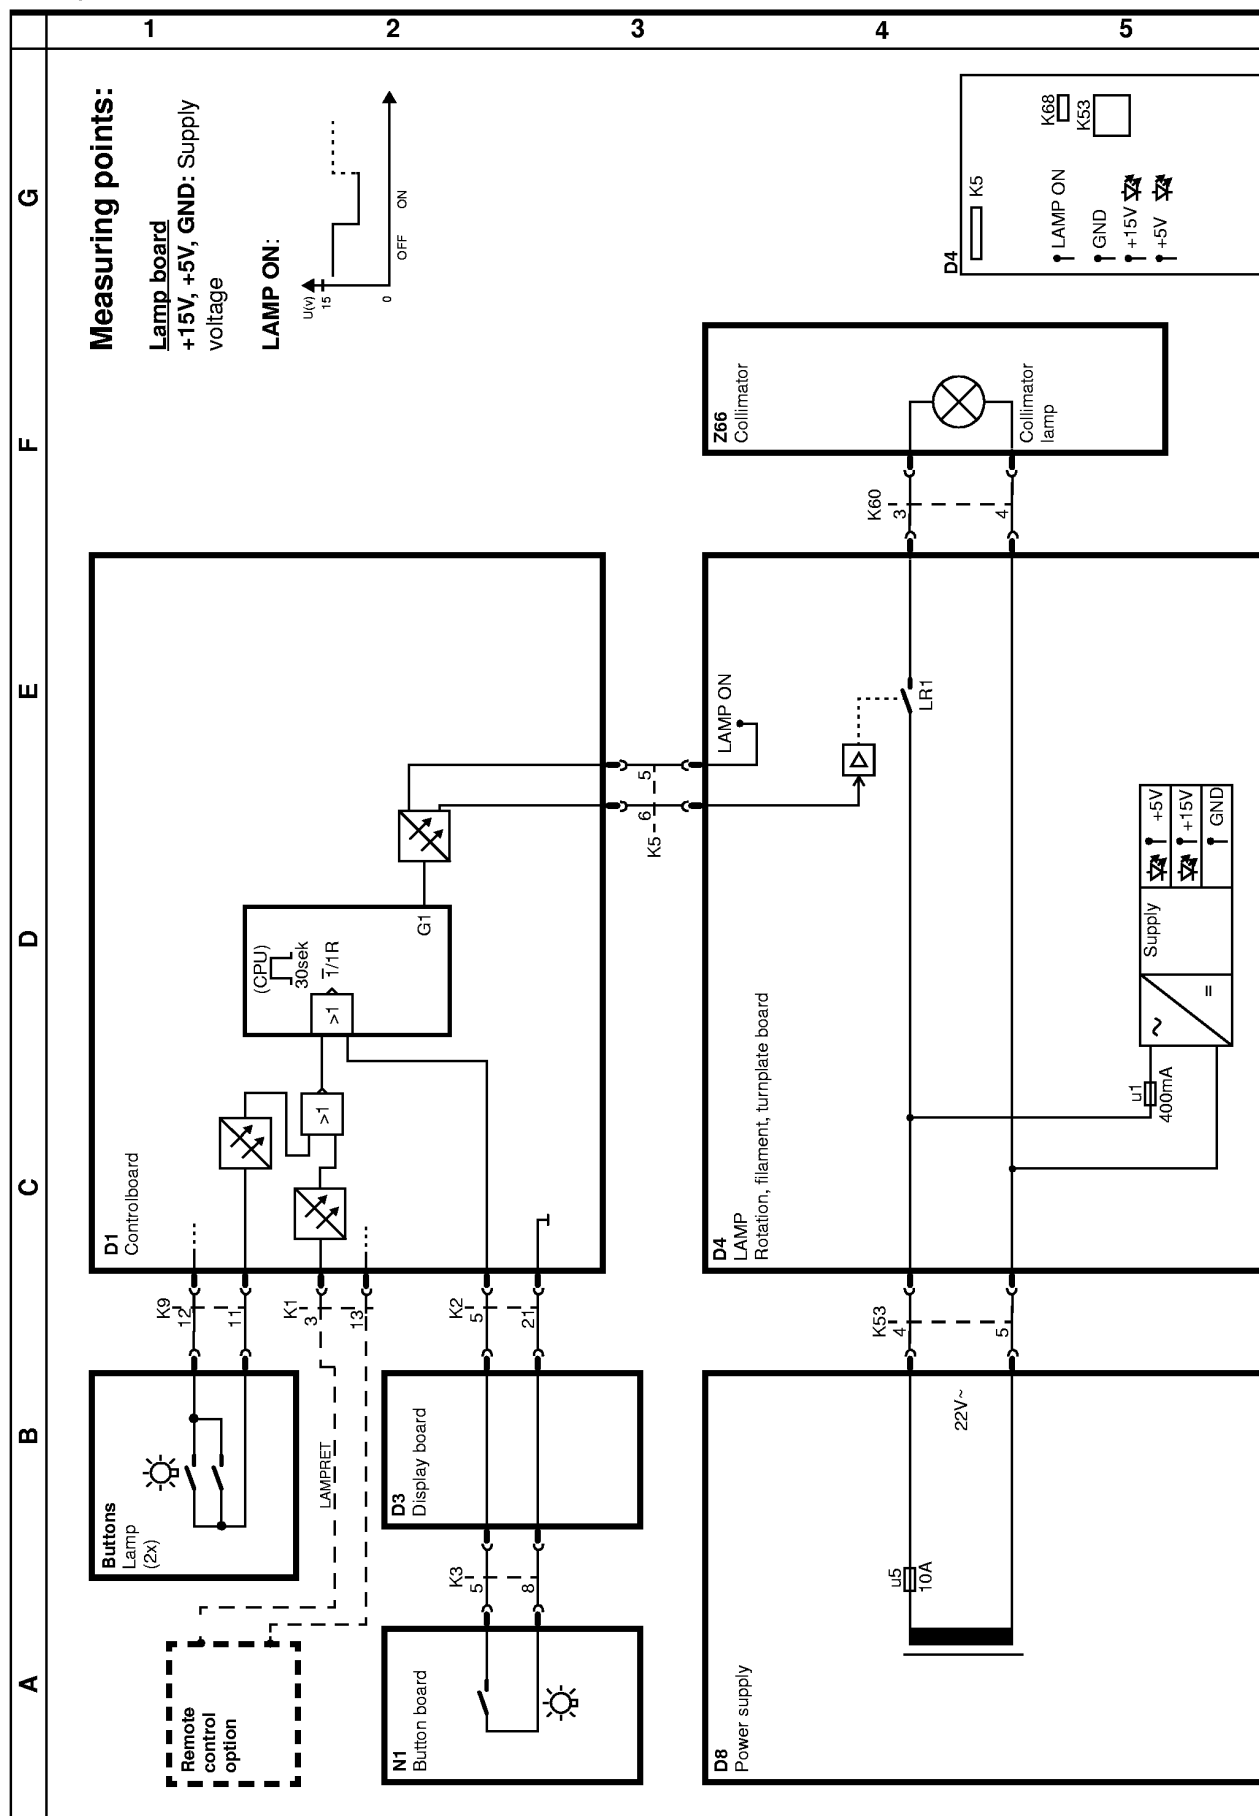 1
2
3
4
5
A
B
C
D
E
F
G
Measuring points:
Lamp board
+15V, +5V, GND: Supply
voltage
LAMP ON:
U(v)
15
0
OFF
ON
D4
K5
LAMP ON
GND
+15V
+5V
K68
K53
Z66
Collimator
Collimator
lamp
K60
3
4
D1
Controlboard
(CPU)
30sek
1/1R
>1
G1
>1
K5
5
6
D4
LAMP
Rotation, filament, turnplate board
LAMP ON
LR1
Supply
+5V
+15V
GND
~
=
u1
400mA
K9
12
11
K1
3
13
K2
5
21
K53
4
5
Buttons
Lamp
(2x)
LAMPRET
D3
Display board
K3
5
8
Remote
control
option
N1
Button board
D8
Power supply
22V~
u5
10A